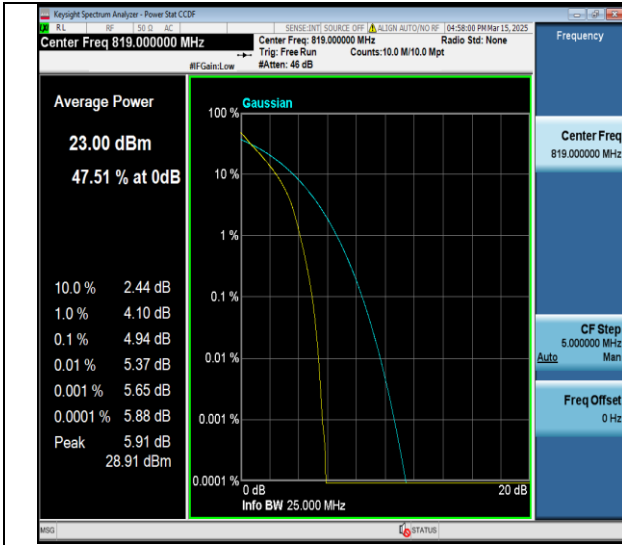 Keysight Spectrum Analyzer - Power Stat CCDF
LXI RL RF 50 Ω AC SENSE:INT SOURCE OFF ALIGN AUTO/NO RF 04:58:00 PM Mar 15, 2025
Center Freq 819.000000 MHz
Center Freq: 819.000000 MHz Radio Std: None
Trig: Free Run Counts:10.0 M/10.0 Mpt
#IFGain:Low #Atten: 46 dB
Frequency
Average Power
23.00 dBm
47.51 % at 0dB
10.0 % 2.44 dB
1.0 % 4.10 dB
0.1 % 4.94 dB
0.01 % 5.37 dB
0.001 % 5.65 dB
0.0001 % 5.88 dB
Peak 5.91 dB
28.91 dBm
Gaussian
100 %
10 %
1 %
0.1 %
0.01 %
0.001 %
0.0001 %
0 dB 20 dB
Info BW 25.000 MHz
Center Freq
819.000000 MHz
CF Step
5.000000 MHz
Auto Man
Freq Offset
0 Hz
MSG STATUS